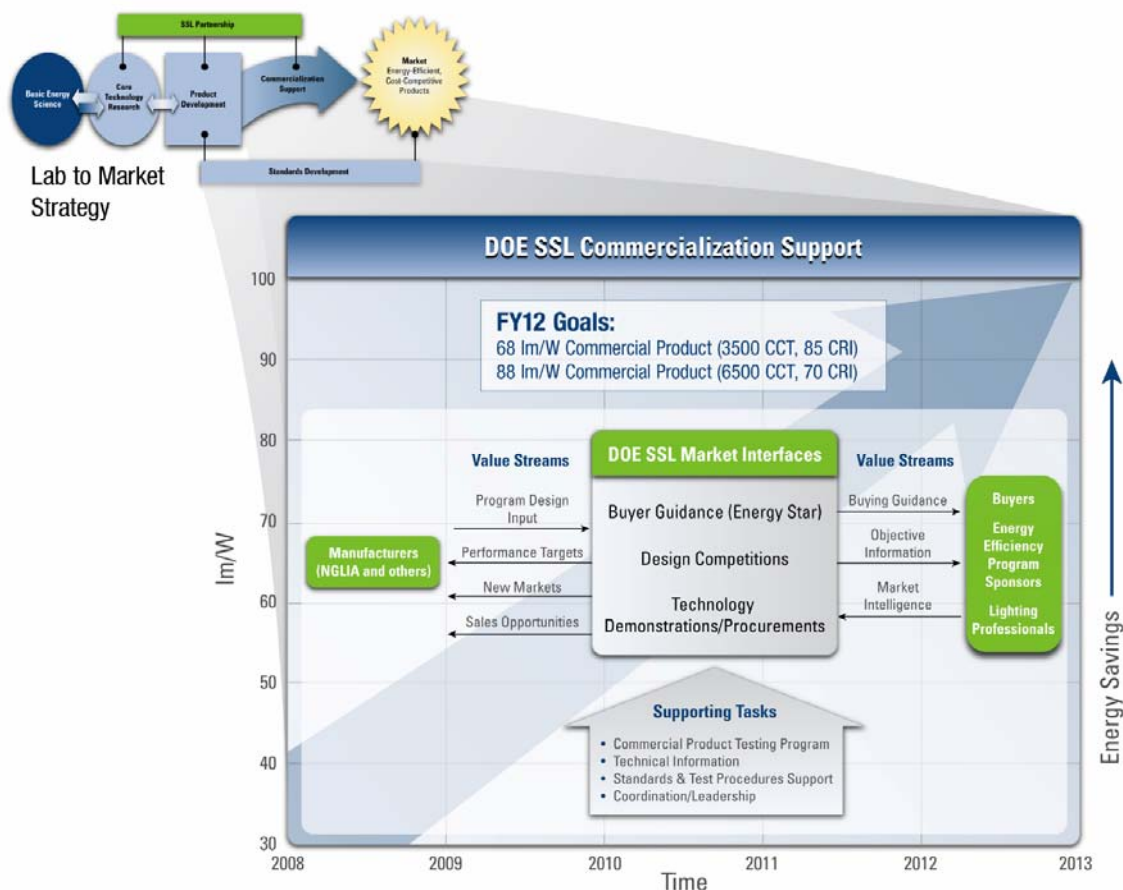 SSL Partnership
Basic Energy
Science
Core
Technology
Research
Product
Development
Commercialization
Support
Market
Energy-Efficient,
Cost-Competitive
Products
Standards Development
Lab to Market
Strategy
DOE SSL Commercialization Support
FY12 Goals:
68 lm/W Commercial Product (3500 CCT, 85 CRI)
88 lm/W Commercial Product (6500 CCT, 70 CRI)
lm/W
100
90
80
70
60
50
40
30
Value Streams
Program Design
Input
Performance Targets
New Markets
Sales Opportunities
Manufacturers
(NGLIA and others)
DOE SSL Market Interfaces
Buyer Guidance (Energy Star)
Design Competitions
Technology
Demonstrations/Procurements
Value Streams
Buying Guidance
Objective
Information
Market
Intelligence
Buyers
Energy
Efficiency
Program
Sponsors
Lighting
Professionals
Supporting Tasks
• Commercial Product Testing Program
• Technical Information
• Standards & Test Procedures Support
• Coordination/Leadership
Energy Savings
2008
2009
2010
2011
2012
2013
Time